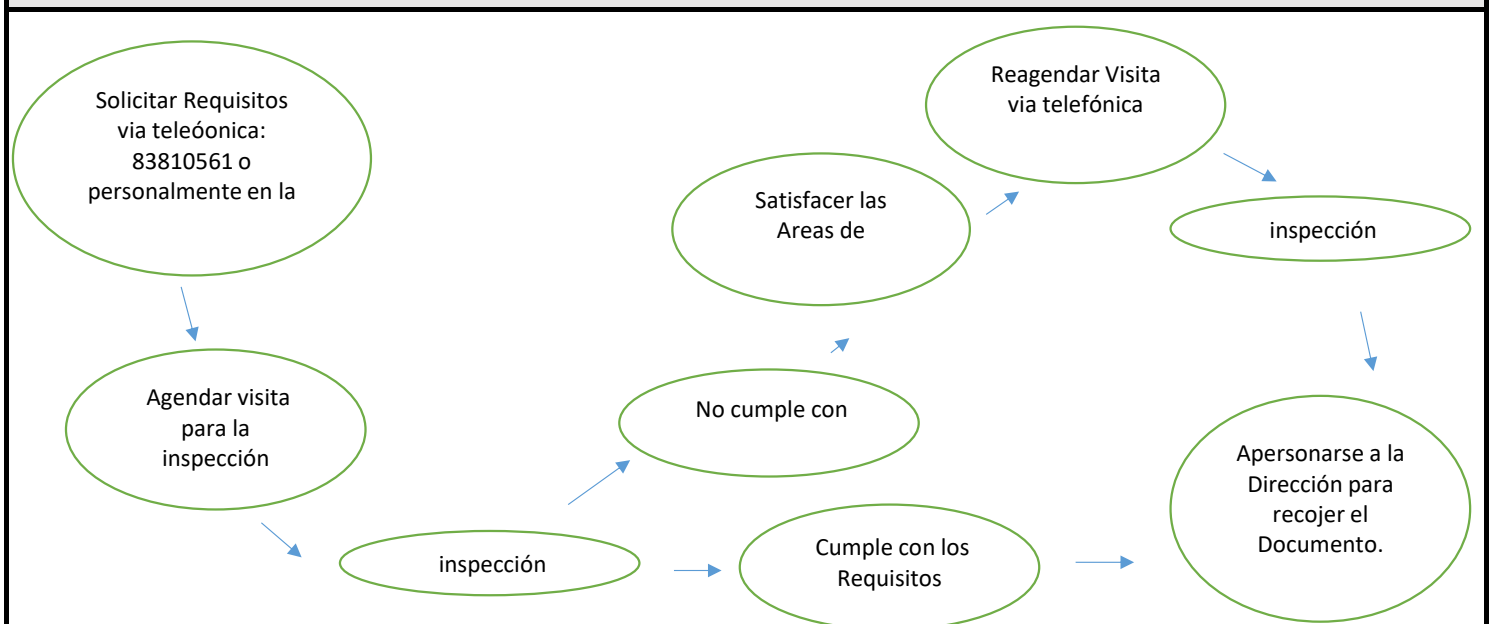 Solicitar Requisitos
via teleóonica:
83810561 o
personalmente en la
Agendar visita
para la
inspección
inspección
No cumple con
Satisfacer las
Areas de
Reagendar Visita
via telefónica
inspección
Cumple con los
Requisitos
Apersonarse a la
Dirección para
recojer el
Documento.